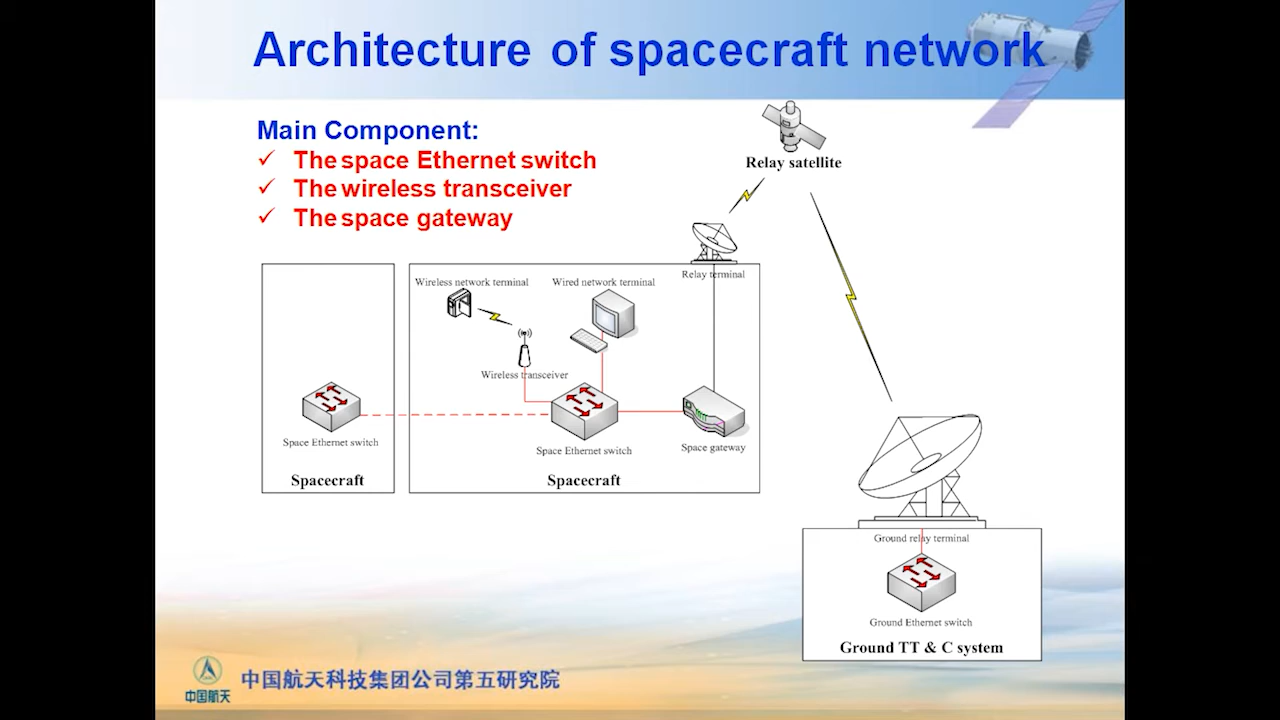 Architecture of spacecraft network
Main Component:
✓ The space Ethernet switch
✓ The wireless transceiver
✓ The space gateway
Relay satellite
Relay terminal
Wireless network terminal
Wired network terminal
Wireless transceiver
Space Ethernet switch
Space Ethernet switch
Space gateway
Spacecraft
Spacecraft
Ground relay terminal
Ground Ethernet switch
Ground TT & C system
中国航天
中国航天科技集团公司第五研究院